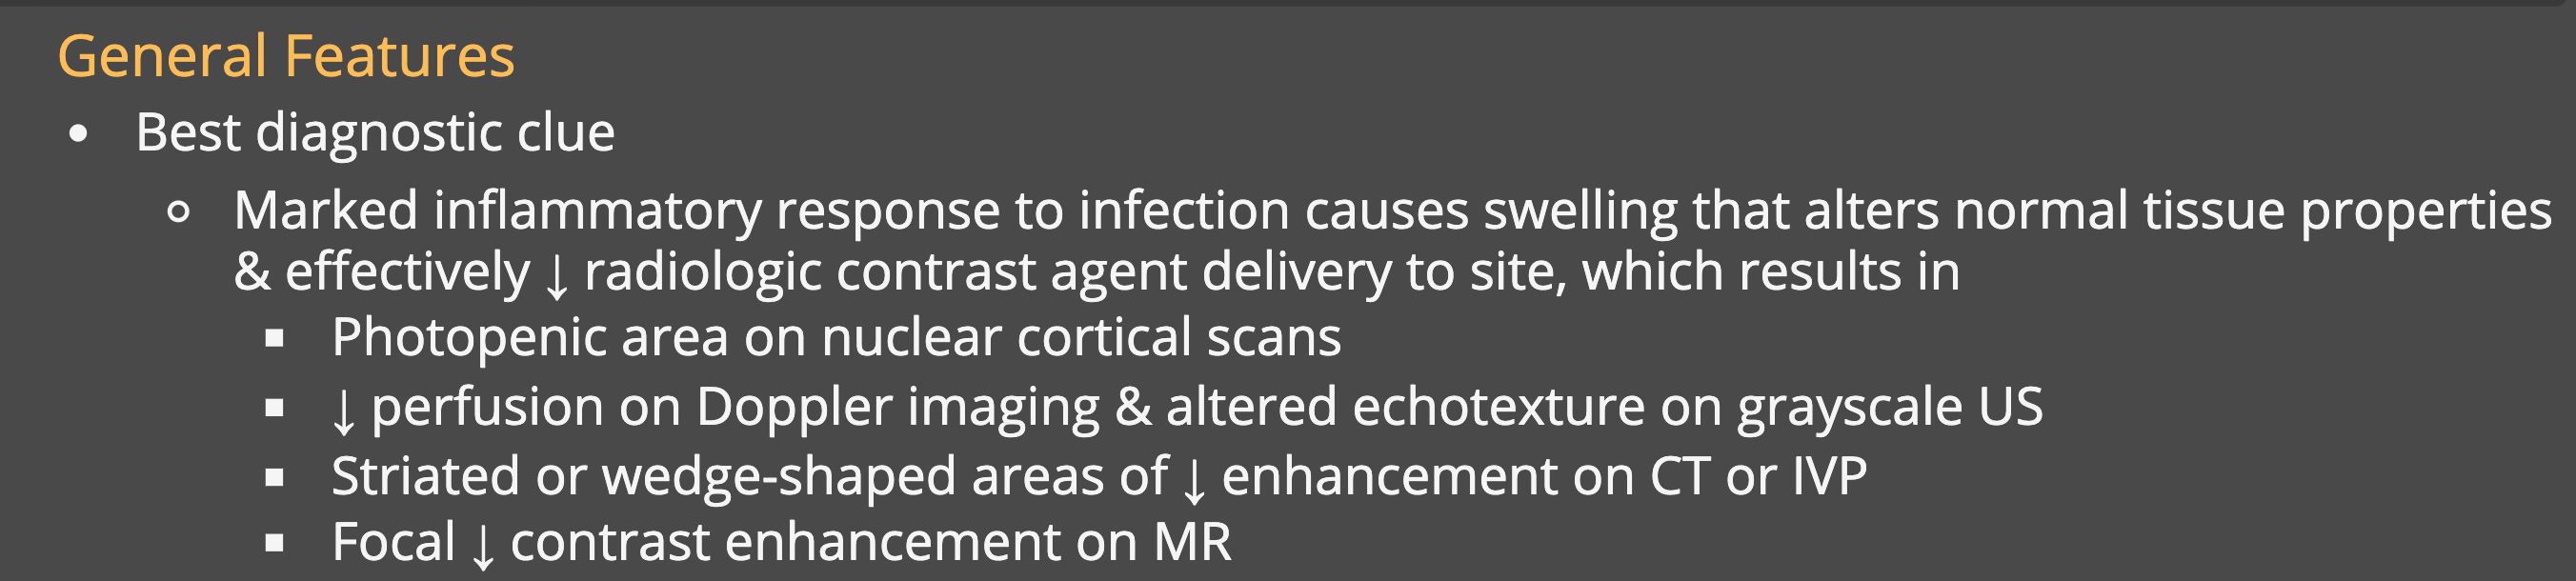 General Features
• Best diagnostic clue
∘ Marked inflammatory response to infection causes swelling that alters normal tissue properties
& effectively ↓ radiologic contrast agent delivery to site, which results in
▪ Photopenic area on nuclear cortical scans
▪ ↓ perfusion on Doppler imaging & altered echotexture on grayscale US
▪ Striated or wedge-shaped areas of ↓ enhancement on CT or IVP
▪ Focal ↓ contrast enhancement on MR